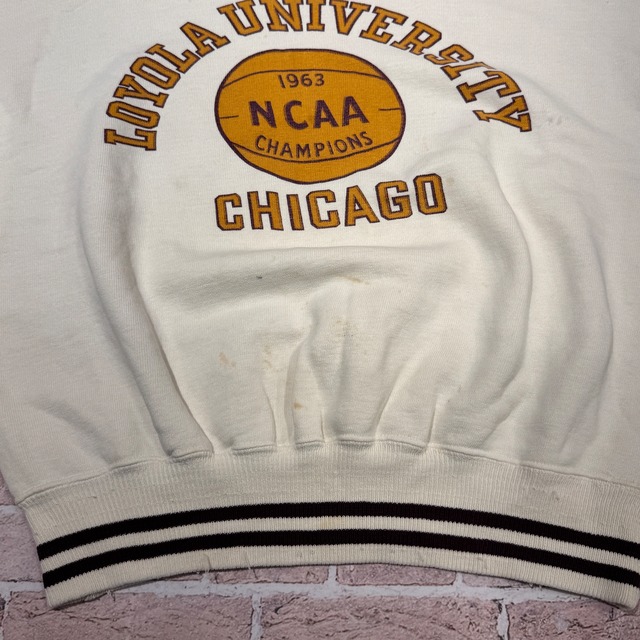 LOYOLA UNIVERSITY
1963
NCAA
CHAMPIONS
CHICAGO